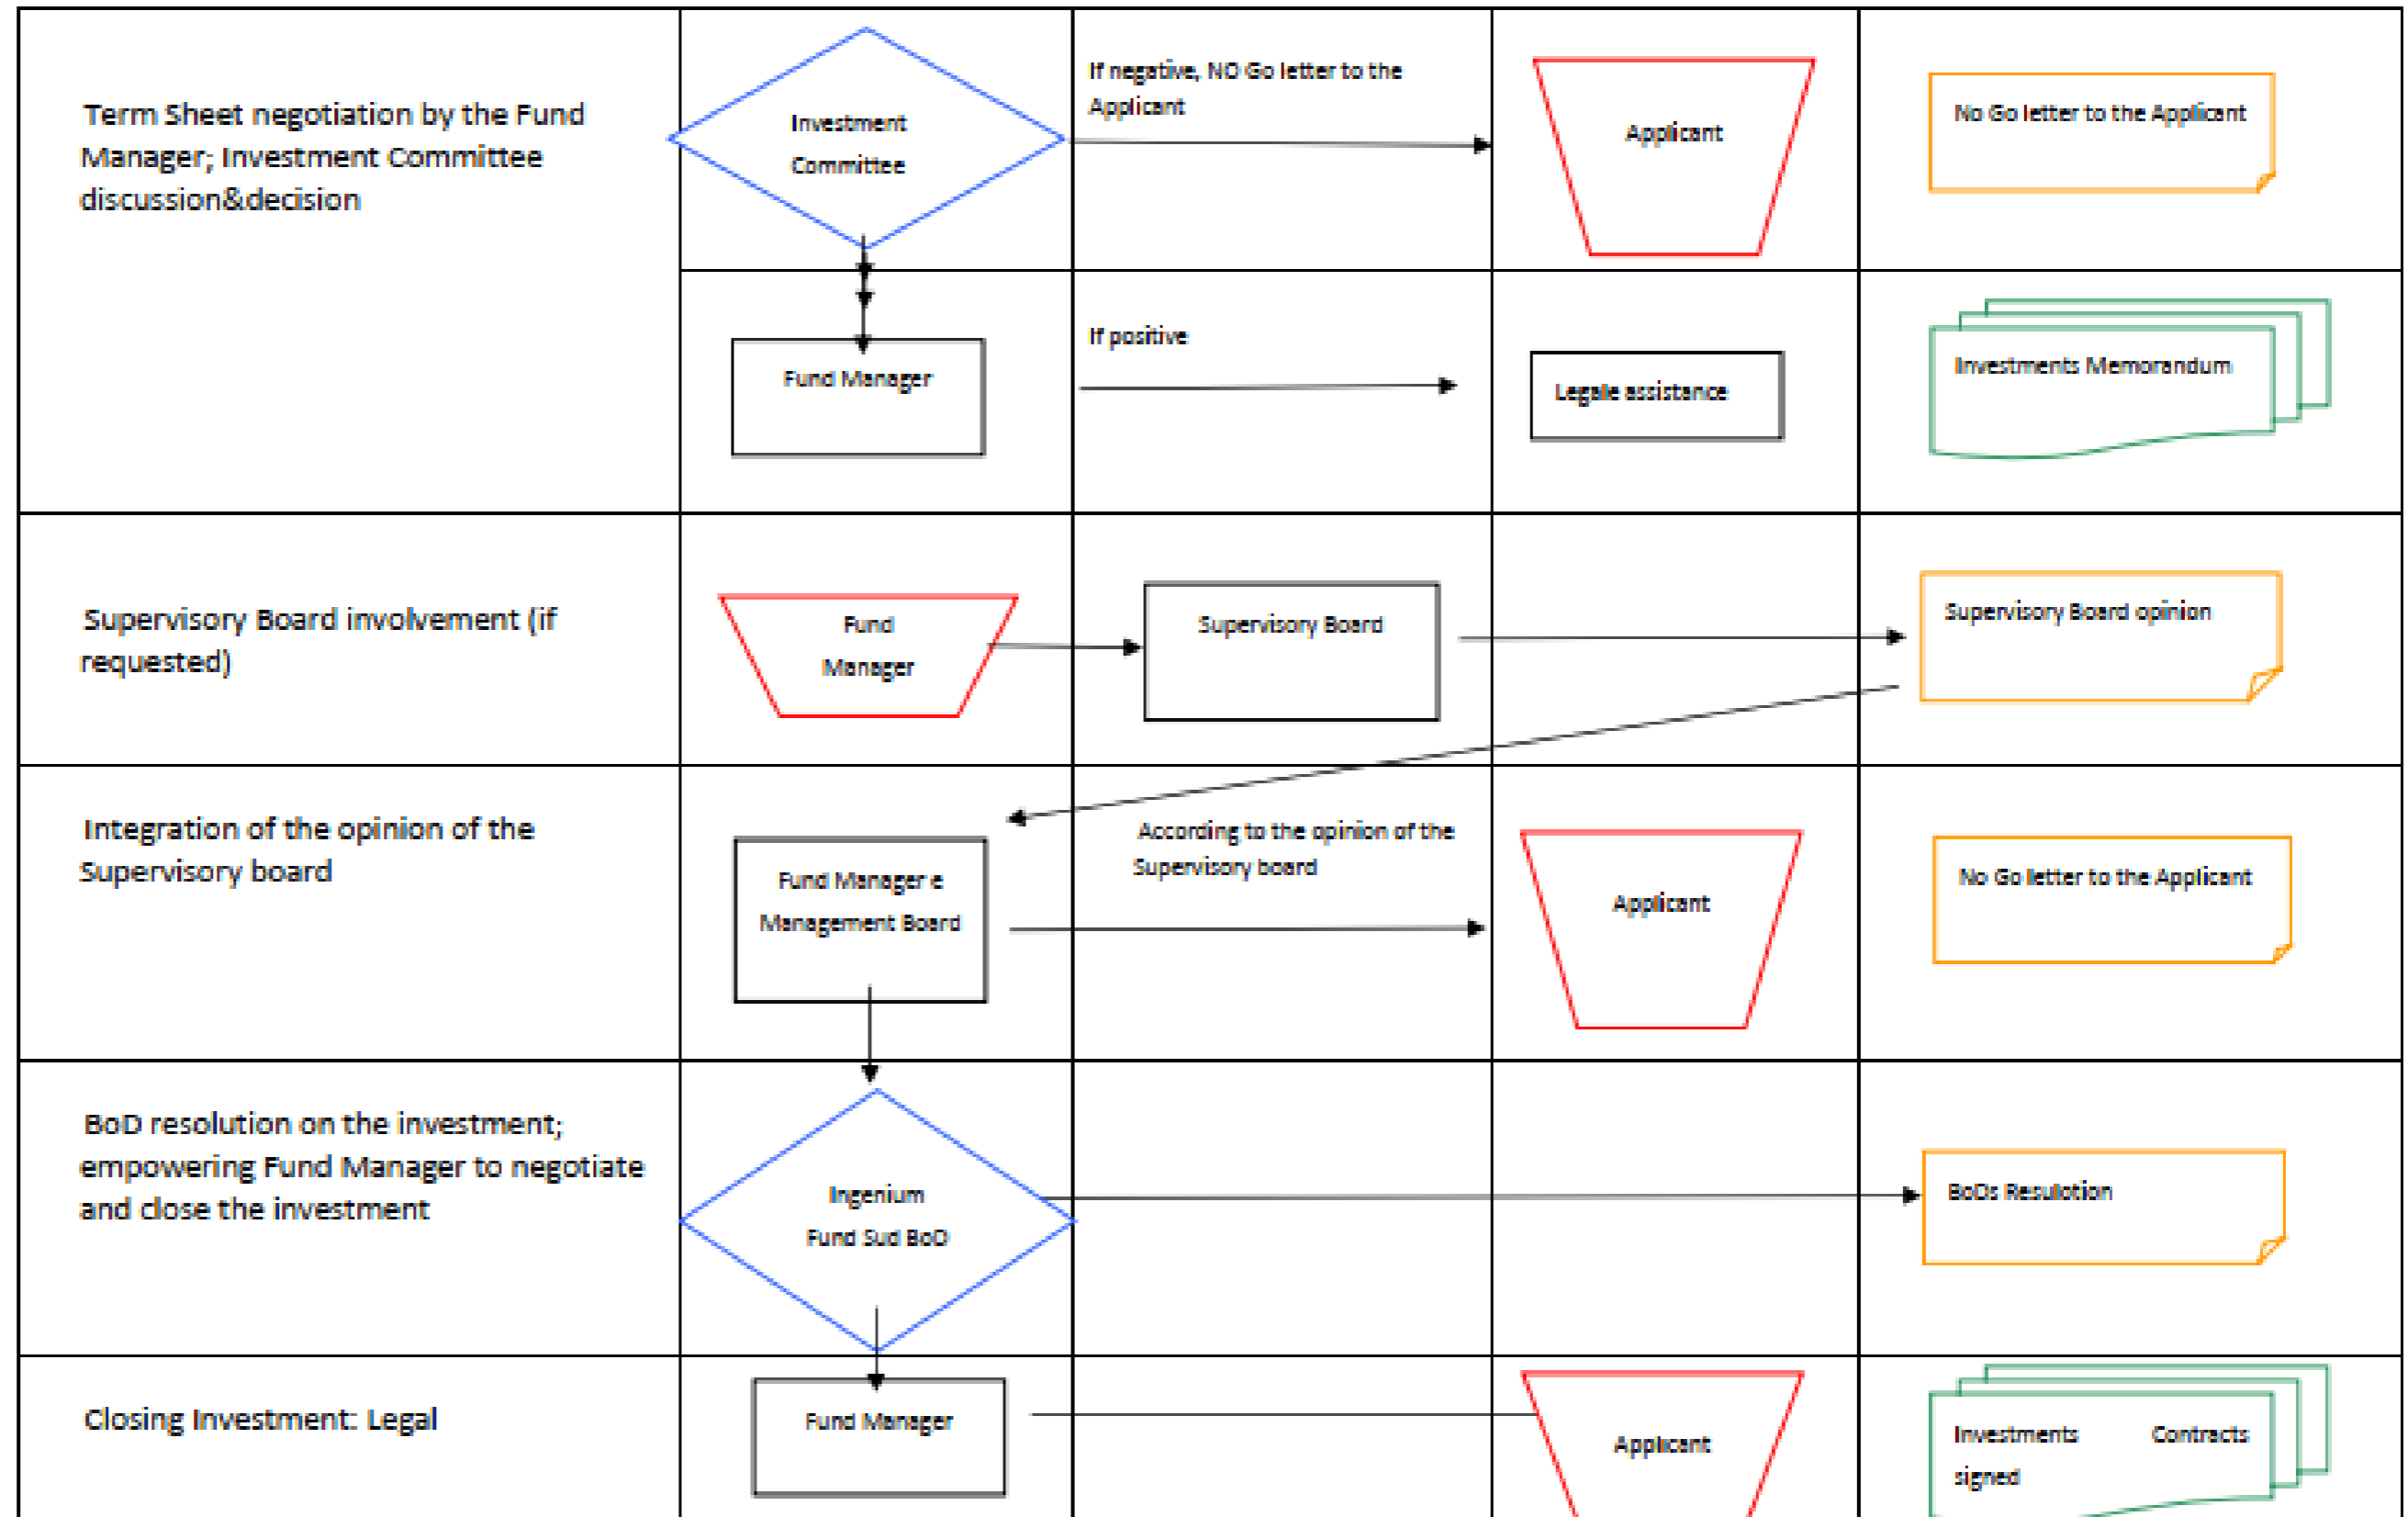 Term Sheet negotiation by the Fund
Manager; Investment Committee
discussion&decision
Investment
Committee
If negative, NO Go letter to the
Applicant
Applicant
No Go letter to the Applicant
Fund Manager
If positive
Legale assistance
Investments Memorandum
Supervisory Board involvement (if
requested)
Fund
Manager
Supervisory Board
Supervisory Board opinion
Integration of the opinion of the
Supervisory board
Fund Manager e
Management Board
According to the opinion of the
Supervisory board
Applicant
No Go letter to the Applicant
BoD resolution on the investment;
empowering Fund Manager to negotiate
and close the investment
Ingenium
Fund Sud BoD
BoDs Resulotion
Closing Investment: Legal
Fund Manager
Applicant
Investments Contracts
signed